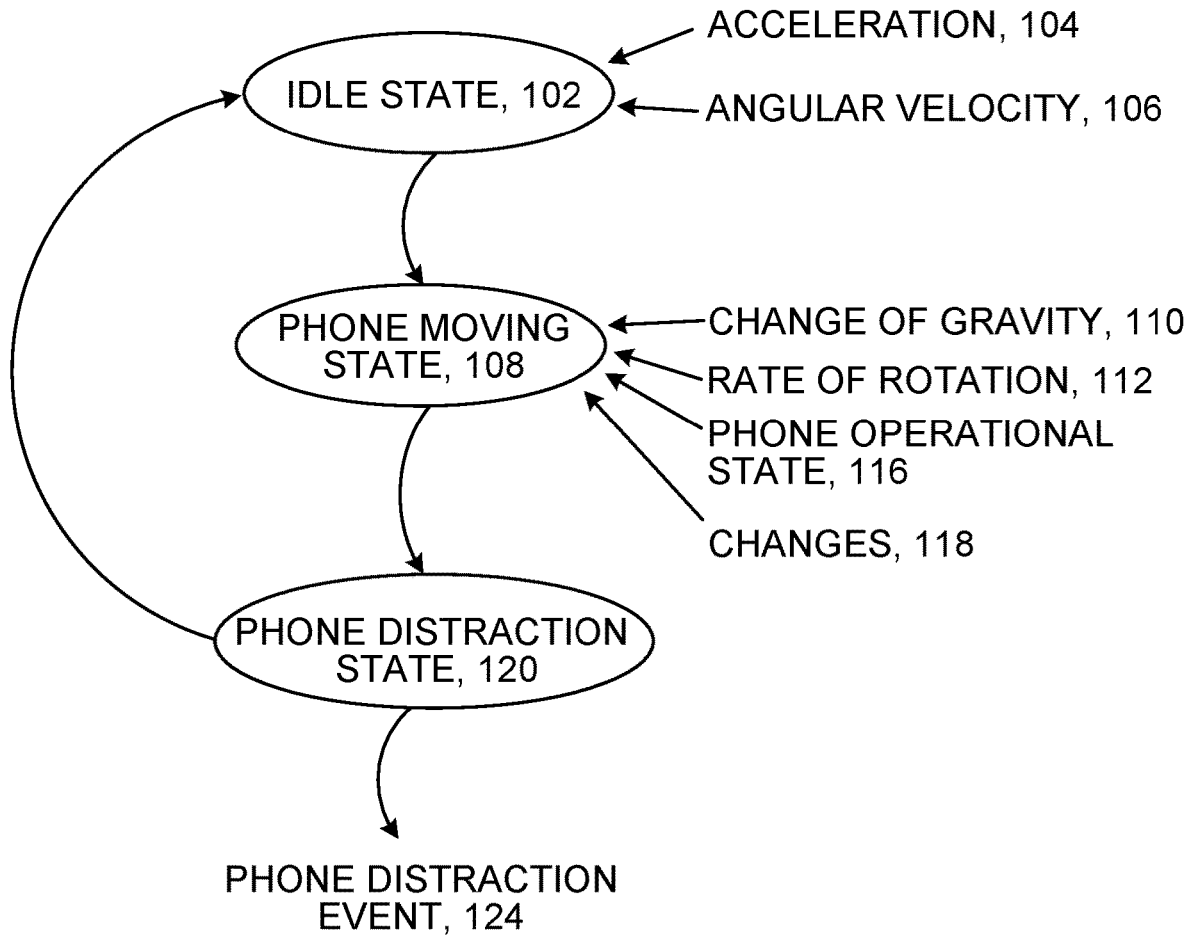 ACCELERATION, 104
IDLE STATE, 102
ANGULAR VELOCITY, 106
PHONE MOVING
STATE, 108
CHANGE OF GRAVITY, 110
RATE OF ROTATION, 112
PHONE OPERATIONAL
STATE, 116
CHANGES, 118
PHONE DISTRACTION
STATE, 120
PHONE DISTRACTION
EVENT, 124